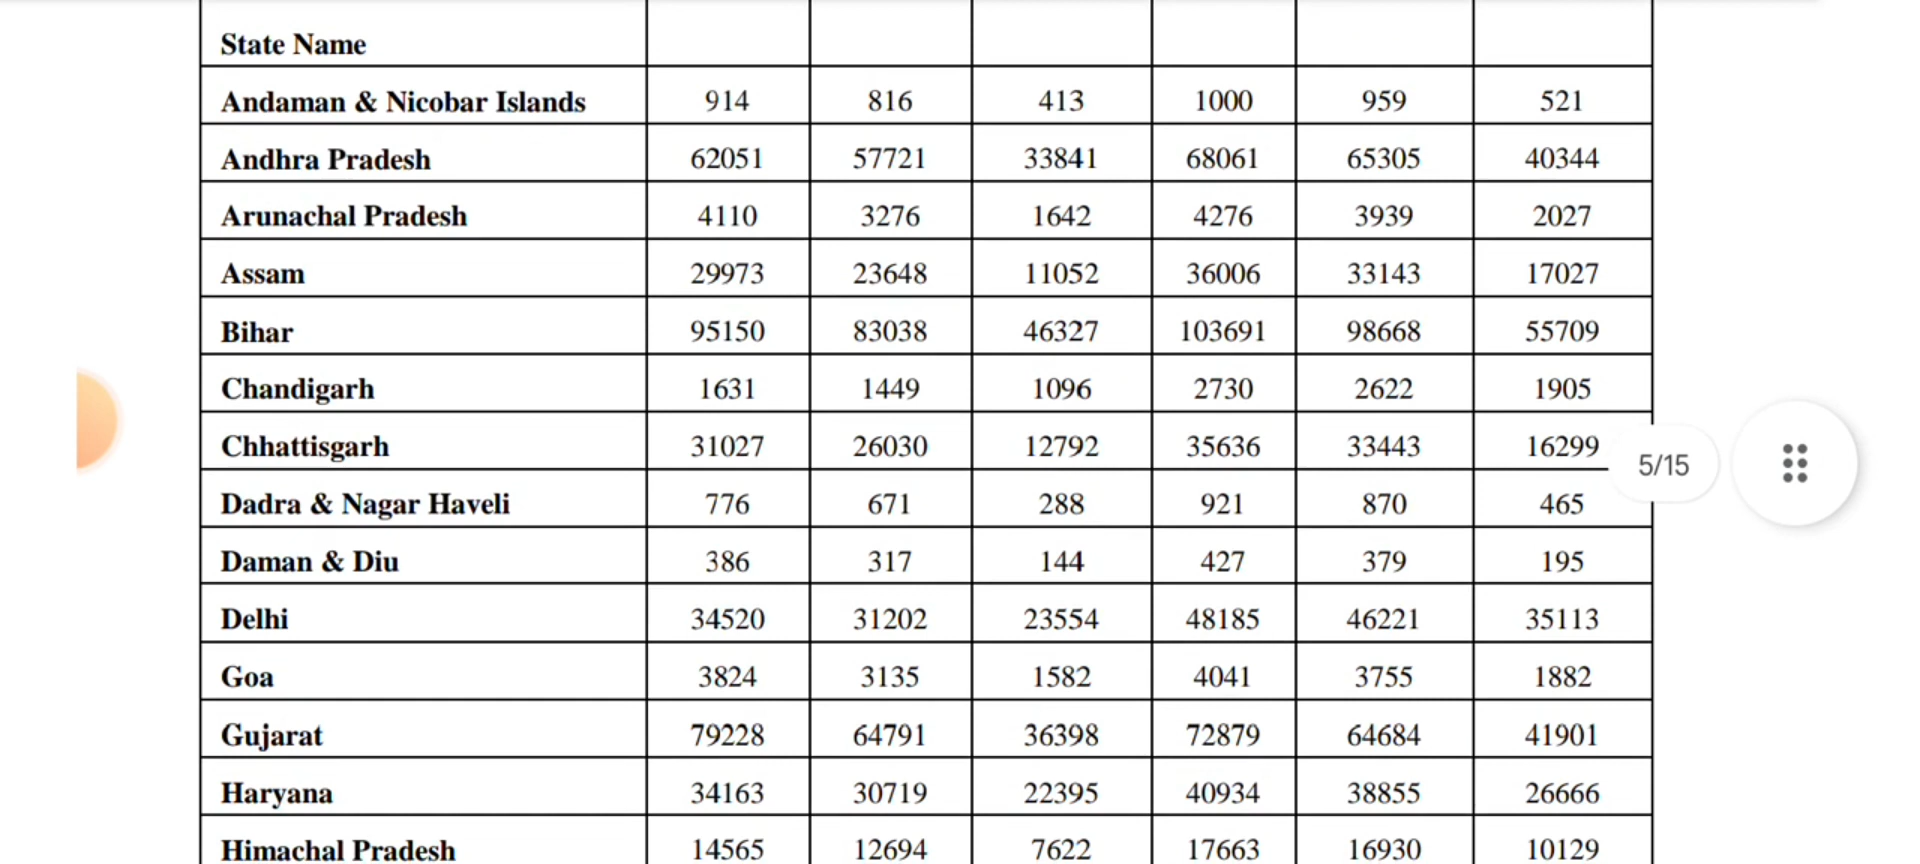 State Name
Andaman & Nicobar Islands 914 816 413 1000 959 521
Andhra Pradesh 62051 57721 33841 68061 65305 40344
Arunachal Pradesh 4110 3276 1642 4276 3939 2027
Assam 29973 23648 11052 36006 33143 17027
Bihar 95150 83038 46327 103691 98668 55709
Chandigarh 1631 1449 1096 2730 2622 1905
Chhattisgarh 31027 26030 12792 35636 33443 16299
5/15
Dadra & Nagar Haveli 776 671 288 921 870 465
Daman & Diu 386 317 144 427 379 195
Delhi 34520 31202 23554 48185 46221 35113
Goa 3824 3135 1582 4041 3755 1882
Gujarat 79228 64791 36398 72879 64684 41901
Haryana 34163 30719 22395 40934 38855 26666
Himachal Pradesh 14565 12694 7622 17663 16930 10129